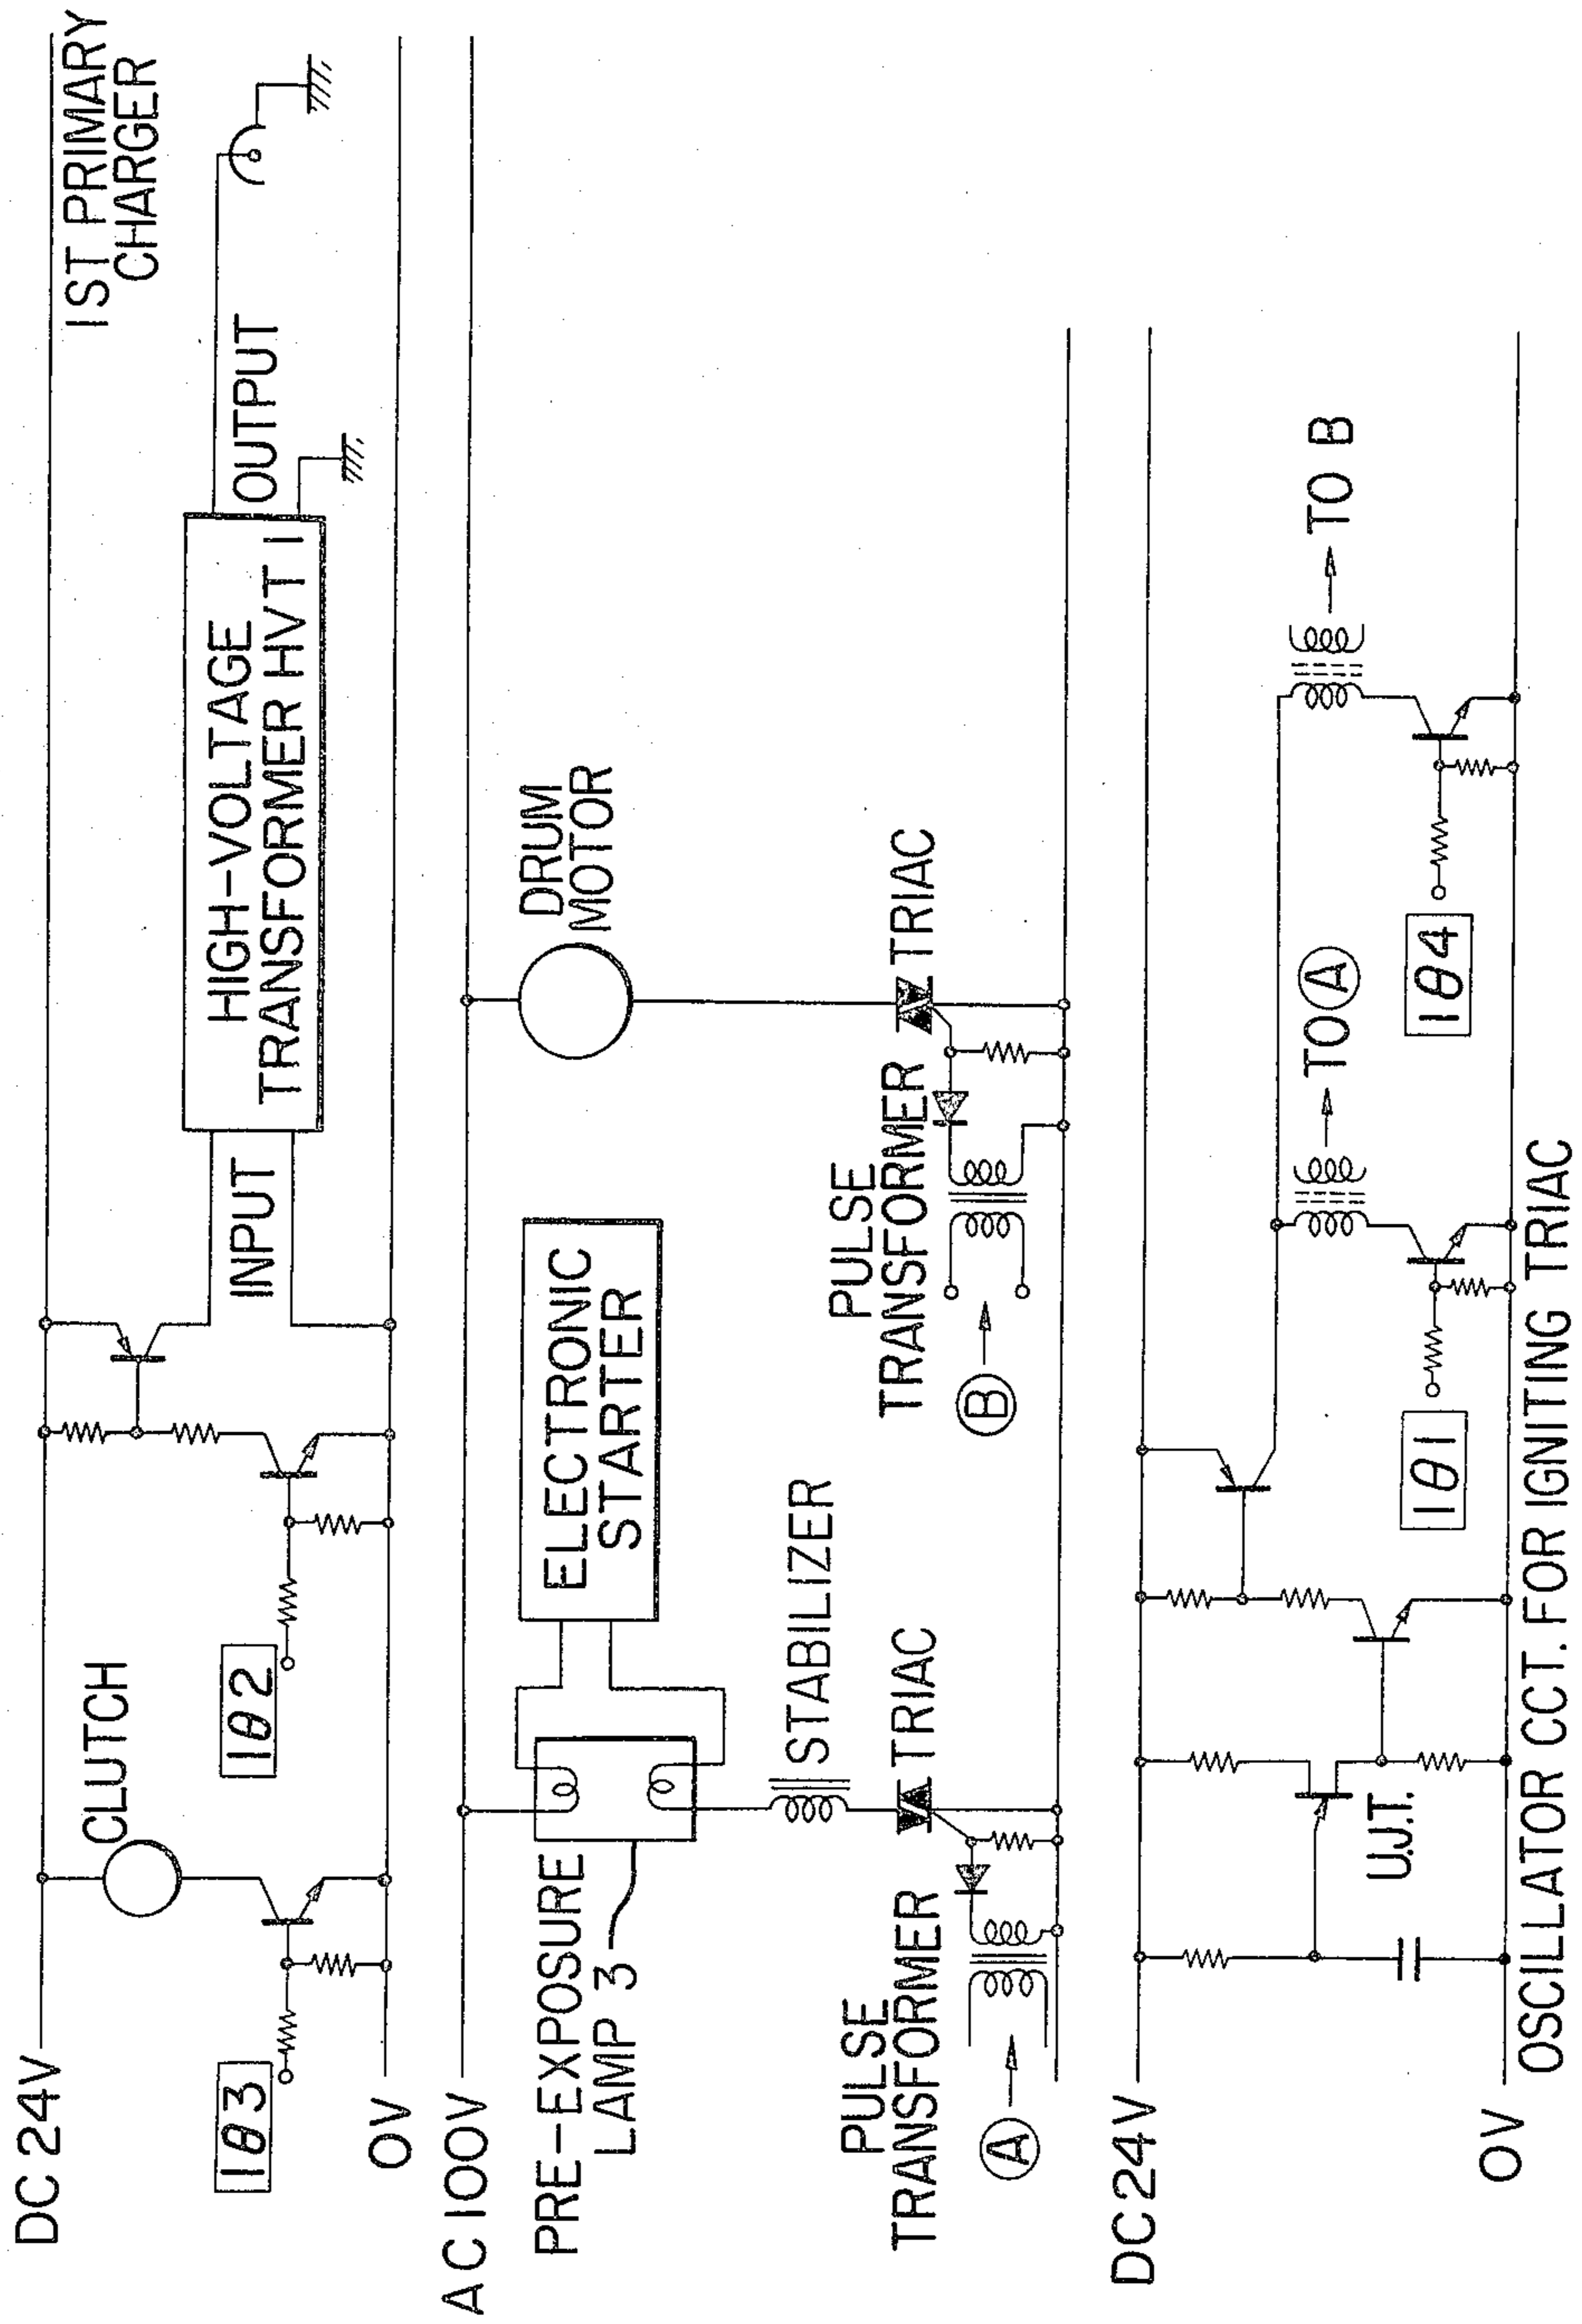 DC 24V
CLUTCH
1θ3
1θ2
0V
INPUT
HIGH-VOLTAGE
TRANSFORMER HVT 1
OUTPUT
1ST PRIMARY
CHARGER
AC 100V
PRE-EXPOSURE
LAMP 3
ELECTRONIC
STARTER
STABILIZER
TRIAC
PULSE
TRANSFORMER
A
DRUM
MOTOR
TRIAC
PULSE
TRANSFORMER
B
DC 24V
U.J.T.
TO A
TO B
1θ1
1θ4
0V
OSCILLATOR CCT. FOR IGNITING TRIAC